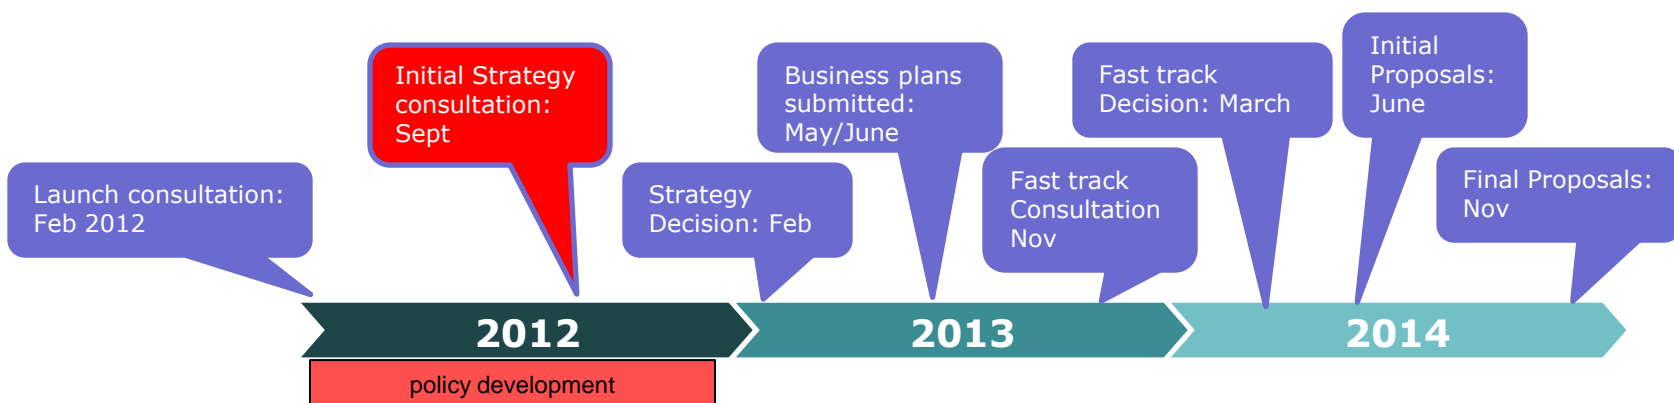 Launch consultation:
Feb 2012
Initial Strategy
consultation:
Sept
Strategy
Decision: Feb
Business plans
submitted:
May/June
Fast track
Consultation
Nov
Fast track
Decision: March
Initial
Proposals:
June
Final Proposals:
Nov
2012
2013
2014
policy development